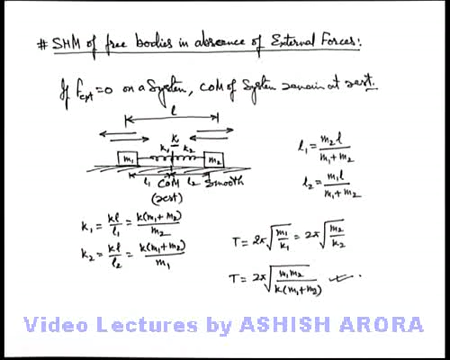 # SHM of free bodies in absence of External Forces:
If Fext = 0 on a System, COM of System remain at rest.
l
k
k₁ k₂
m₁ m₂
l₁ COM l₂ Smooth
(rest)
l₁ = m₂l / (m₁+m₂)
l₂ = m₁l / (m₁+m₂)
k₁ = kl/l₁ = k(m₁+m₂)/m₂
k₂ = kl/l₂ = k(m₁+m₂)/m₁
T = 2π√(m₁/k₁) = 2π√(m₂/k₂)
T = 2π√(m₁m₂ / k(m₁+m₂))
Video Lectures by ASHISH ARORA